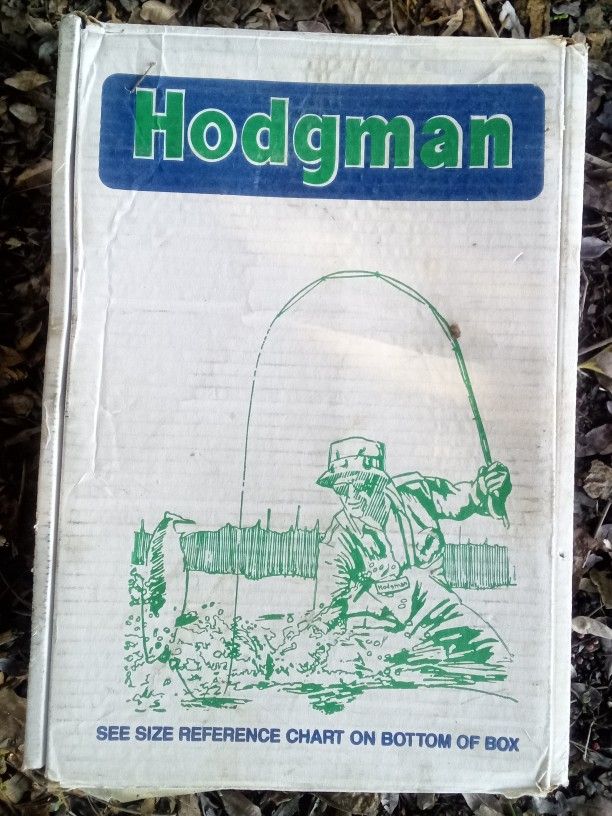 Hodgman
Hodgman
SEE SIZE REFERENCE CHART ON BOTTOM OF BOX